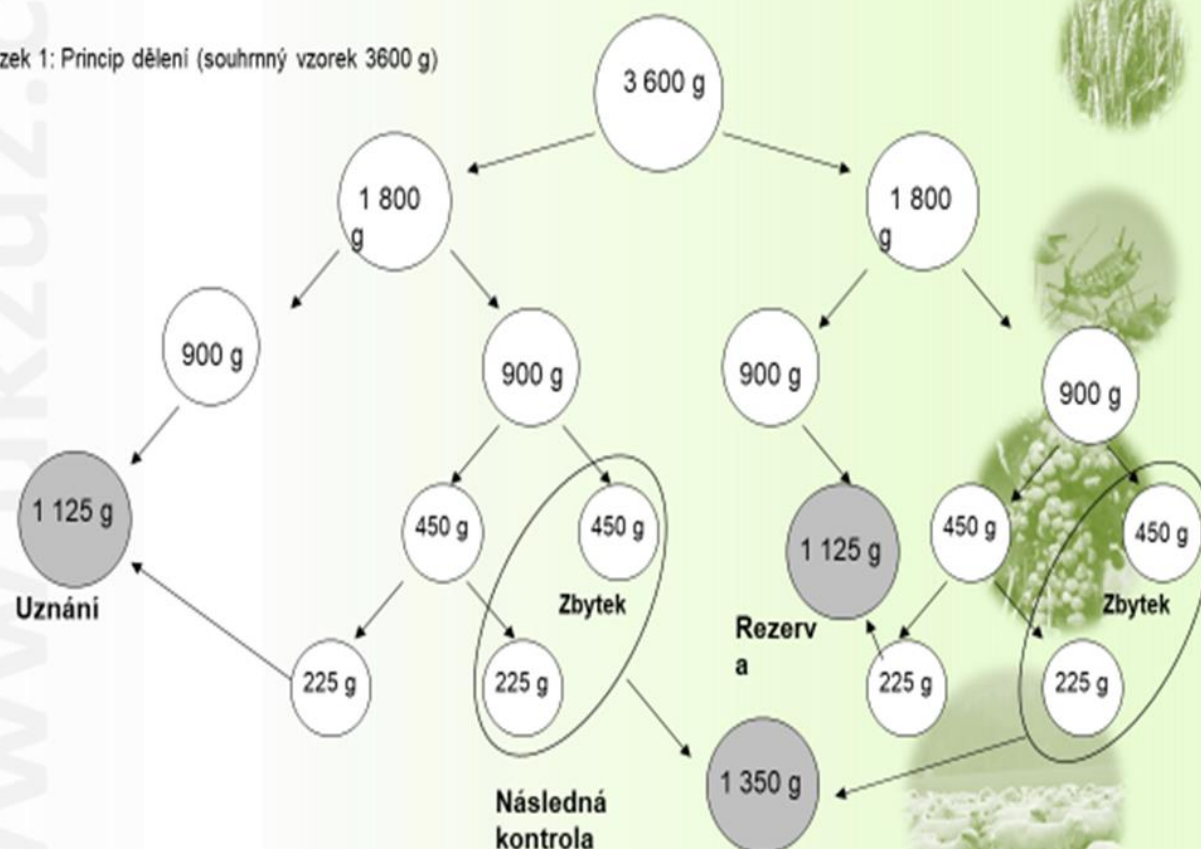 zek 1: Princip dělení (souhrnný vzorek 3600 g)
3 600 g
1 800
g
1 800
g
900 g
900 g
900 g
900 g
1 125 g
450 g
450 g
1 125 g
450 g
450 g
Uznání
Zbytek
Rezerv
a
Zbytek
225 g
225 g
225 g
225 g
1 350 g
Následná
kontrola